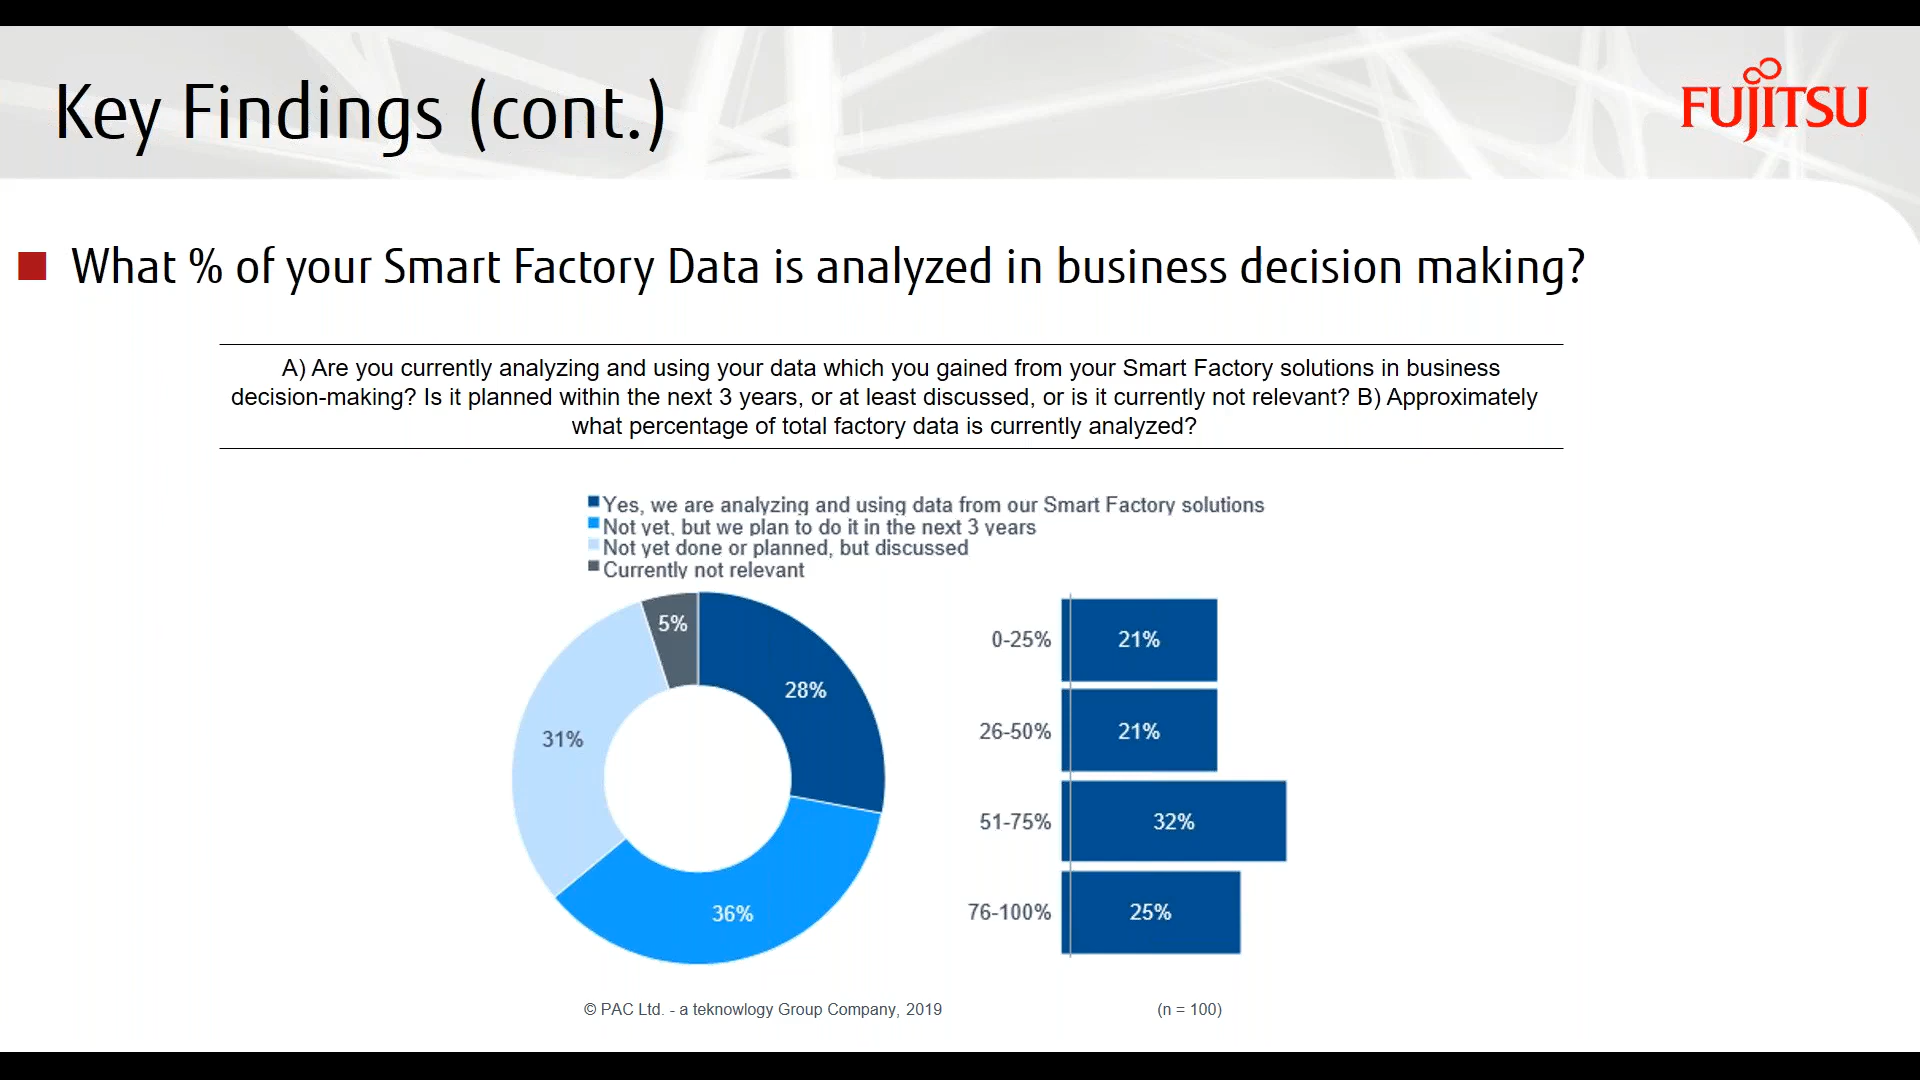 Key Findings (cont.)
FUJITSU
What % of your Smart Factory Data is analyzed in business decision making?
A) Are you currently analyzing and using your data which you gained from your Smart Factory solutions in business
decision-making? Is it planned within the next 3 years, or at least discussed, or is it currently not relevant? B) Approximately
what percentage of total factory data is currently analyzed?
Yes, we are analyzing and using data from our Smart Factory solutions
Not yet, but we plan to do it in the next 3 years
Not yet done or planned, but discussed
Currently not relevant
5%
28%
31%
36%
0-25%
21%
26-50%
21%
51-75%
32%
76-100%
25%
© PAC Ltd. - a teknowlogy Group Company, 2019
(n = 100)